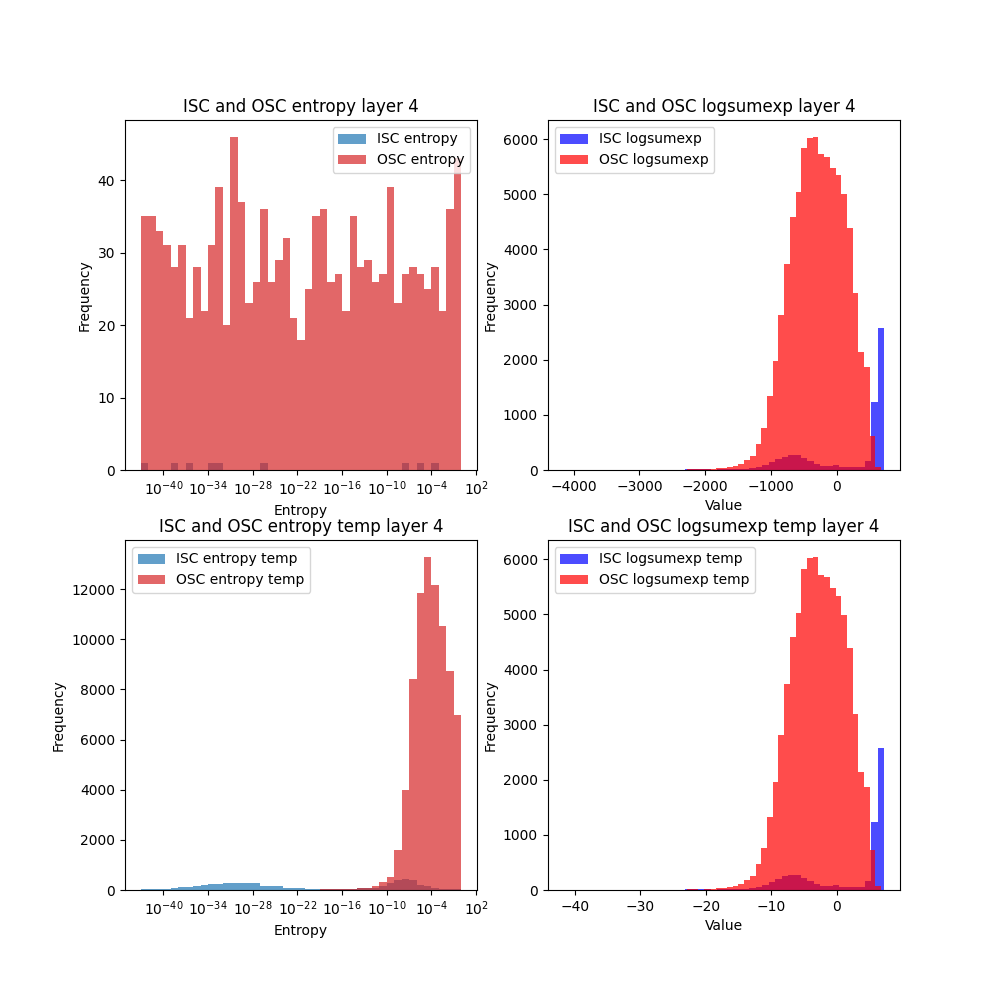 ISC and OSC entropy layer 4
ISC entropy
OSC entropy
Frequency
40
30
20
10
0
10⁻⁴⁰ 10⁻³⁴ 10⁻²⁸ 10⁻²² 10⁻¹⁶ 10⁻¹⁰ 10⁻⁴ 10²
Entropy
ISC and OSC logsumexp layer 4
ISC logsumexp
OSC logsumexp
Frequency
6000
5000
4000
3000
2000
1000
0
−4000 −3000 −2000 −1000 0
Value
ISC and OSC entropy temp layer 4
ISC entropy temp
OSC entropy temp
Frequency
12000
10000
8000
6000
4000
2000
0
10⁻⁴⁰ 10⁻³⁴ 10⁻²⁸ 10⁻²² 10⁻¹⁶ 10⁻¹⁰ 10⁻⁴ 10²
Entropy
ISC and OSC logsumexp temp layer 4
ISC logsumexp temp
OSC logsumexp temp
Frequency
6000
5000
4000
3000
2000
1000
0
−40 −30 −20 −10 0
Value